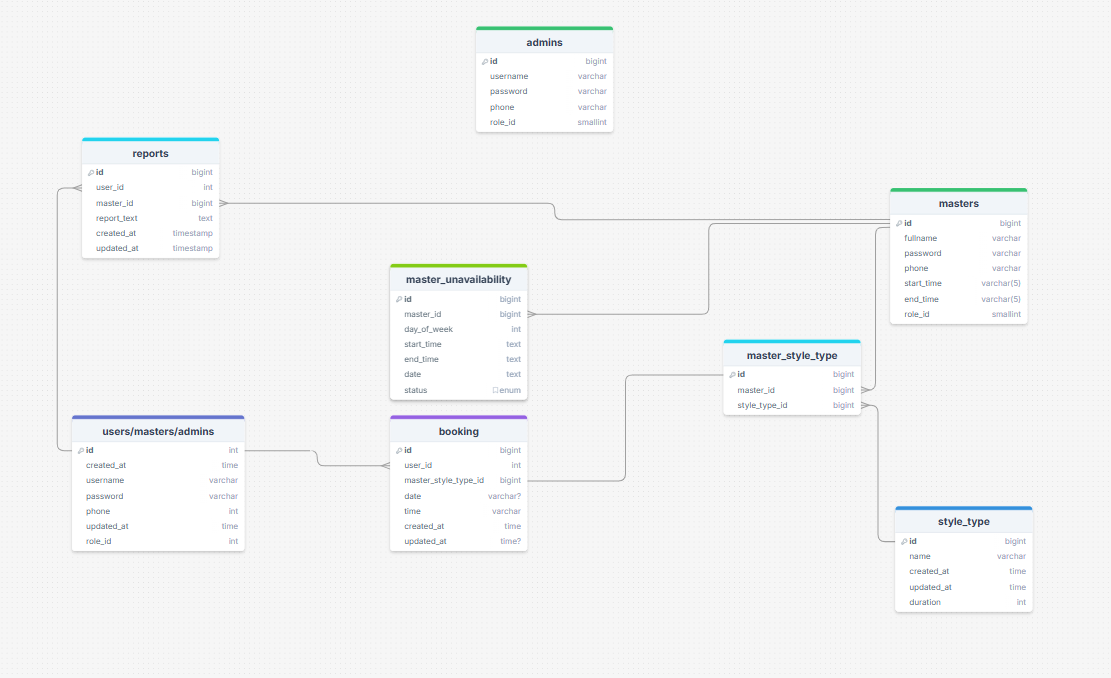 admins
id bigint
username varchar
password varchar
phone varchar
role_id smallint
reports
id bigint
user_id int
master_id bigint
report_text text
created_at timestamp
updated_at timestamp
masters
id bigint
fullname varchar
password varchar
phone varchar
start_time varchar(5)
end_time varchar(5)
role_id smallint
master_unavailability
id bigint
master_id bigint
day_of_week int
start_time text
end_time text
date text
status enum
master_style_type
id bigint
master_id bigint
style_type_id bigint
users/masters/admins
id int
created_at time
username varchar
password varchar
phone int
updated_at time
role_id int
booking
id bigint
user_id int
master_style_type_id bigint
date varchar?
time varchar
created_at time
updated_at time?
style_type
id bigint
name varchar
created_at time
updated_at time
duration int